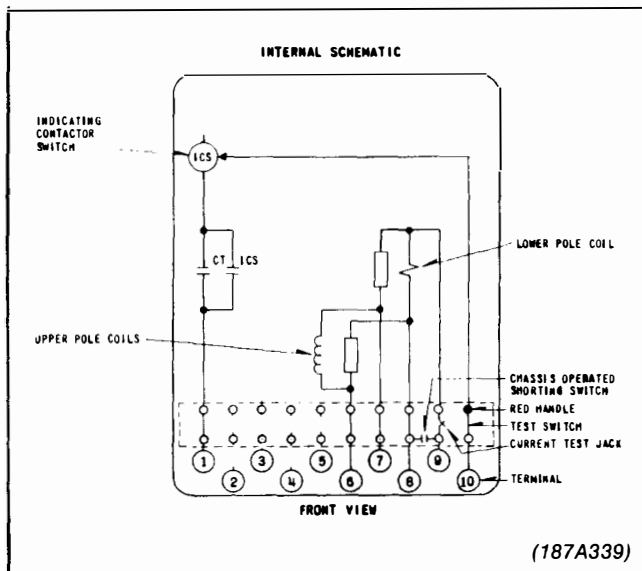 INTERNAL SCHEMATIC
INDICATING
CONTACTOR
SWITCH
ICS
CT ICS
LOWER POLE COIL
UPPER POLE COILS
CHASSIS OPERATED
SHORTING SWITCH
RED HANDLE
TEST SWITCH
CURRENT TEST JACK
1 3 5 7 9
2 4 6 8 10
TERMINAL
FRONT VIEW
(187A339)